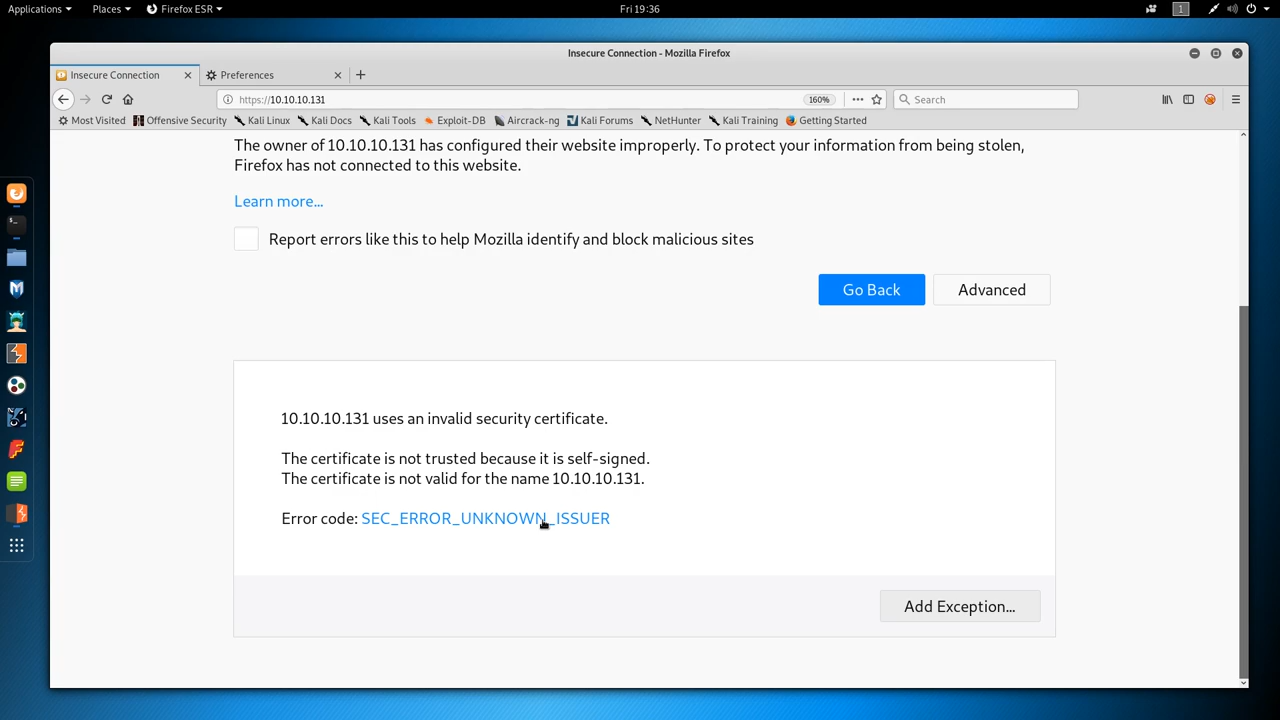 Applications Places Firefox ESR Fri 19:36 1
Insecure Connection - Mozilla Firefox
Insecure Connection Preferences
https://10.10.10.131 160% Search
Most Visited Offensive Security Kali Linux Kali Docs Kali Tools Exploit-DB Aircrack-ng Kali Forums NetHunter Kali Training Getting Started
The owner of 10.10.10.131 has configured their website improperly. To protect your information from being stolen,
Firefox has not connected to this website.
Learn more...
Report errors like this to help Mozilla identify and block malicious sites
Go Back Advanced
10.10.10.131 uses an invalid security certificate.
The certificate is not trusted because it is self-signed.
The certificate is not valid for the name 10.10.10.131.
Error code: SEC_ERROR_UNKNOWN_ISSUER
Add Exception...